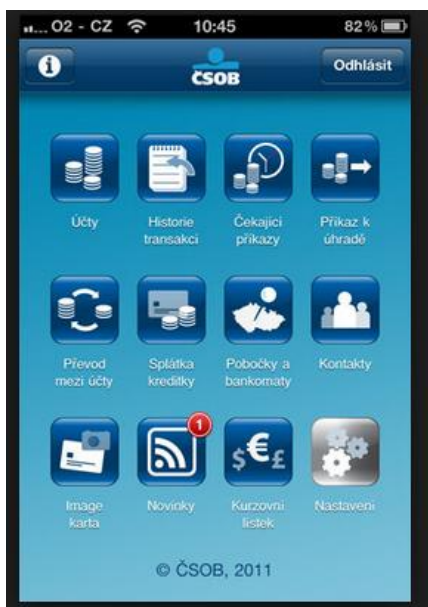 O2 - CZ 10:45 82 %
i ČSOB Odhlásit
Účty Historie transakcí Čekající příkazy Příkaz k úhradě
Převod mezi účty Splátka kreditky Pobočky a bankomaty Kontakty
1
$ € £
Image karta Novinky Kurzovní lístek Nastavení
© ČSOB, 2011